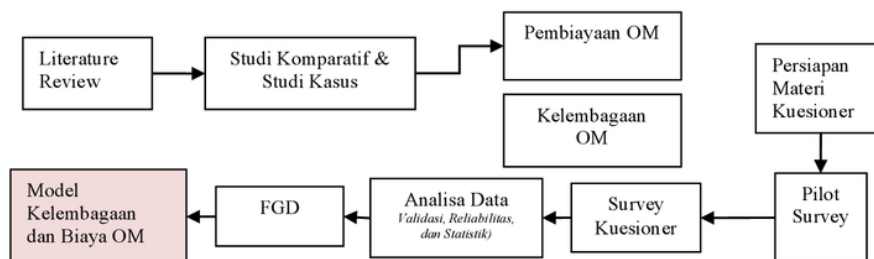 Literature
Review
Studi Komparatif &
Studi Kasus
Pembiayaan OM
Kelembagaan
OM
Persiapan
Materi
Kuesioner
Pilot
Survey
Survey
Kuesioner
Analisa Data
Validasi, Reliabilitas,
dan Statistik)
FGD
Model
Kelembagaan
dan Biaya OM